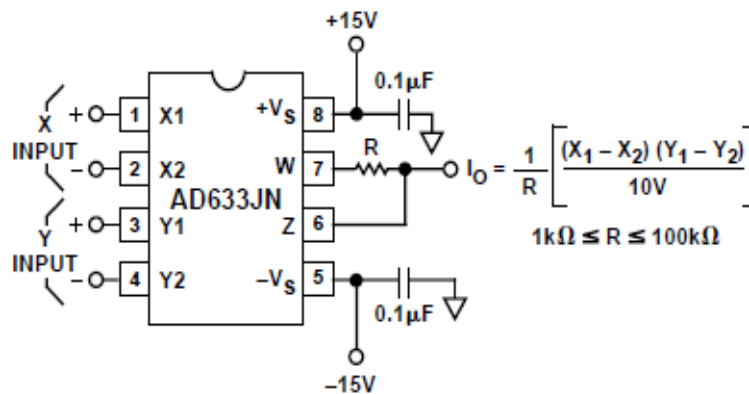 +15V
0.1µF
X INPUT
+ 1 X1
− 2 X2
Y INPUT
+ 3 Y1
− 4 Y2
AD633JN
+VS 8
W 7
R
Z 6
−VS 5
IO = 1/R [(X1 − X2) (Y1 − Y2)/10V]
1kΩ ≤ R ≤ 100kΩ
0.1µF
−15V